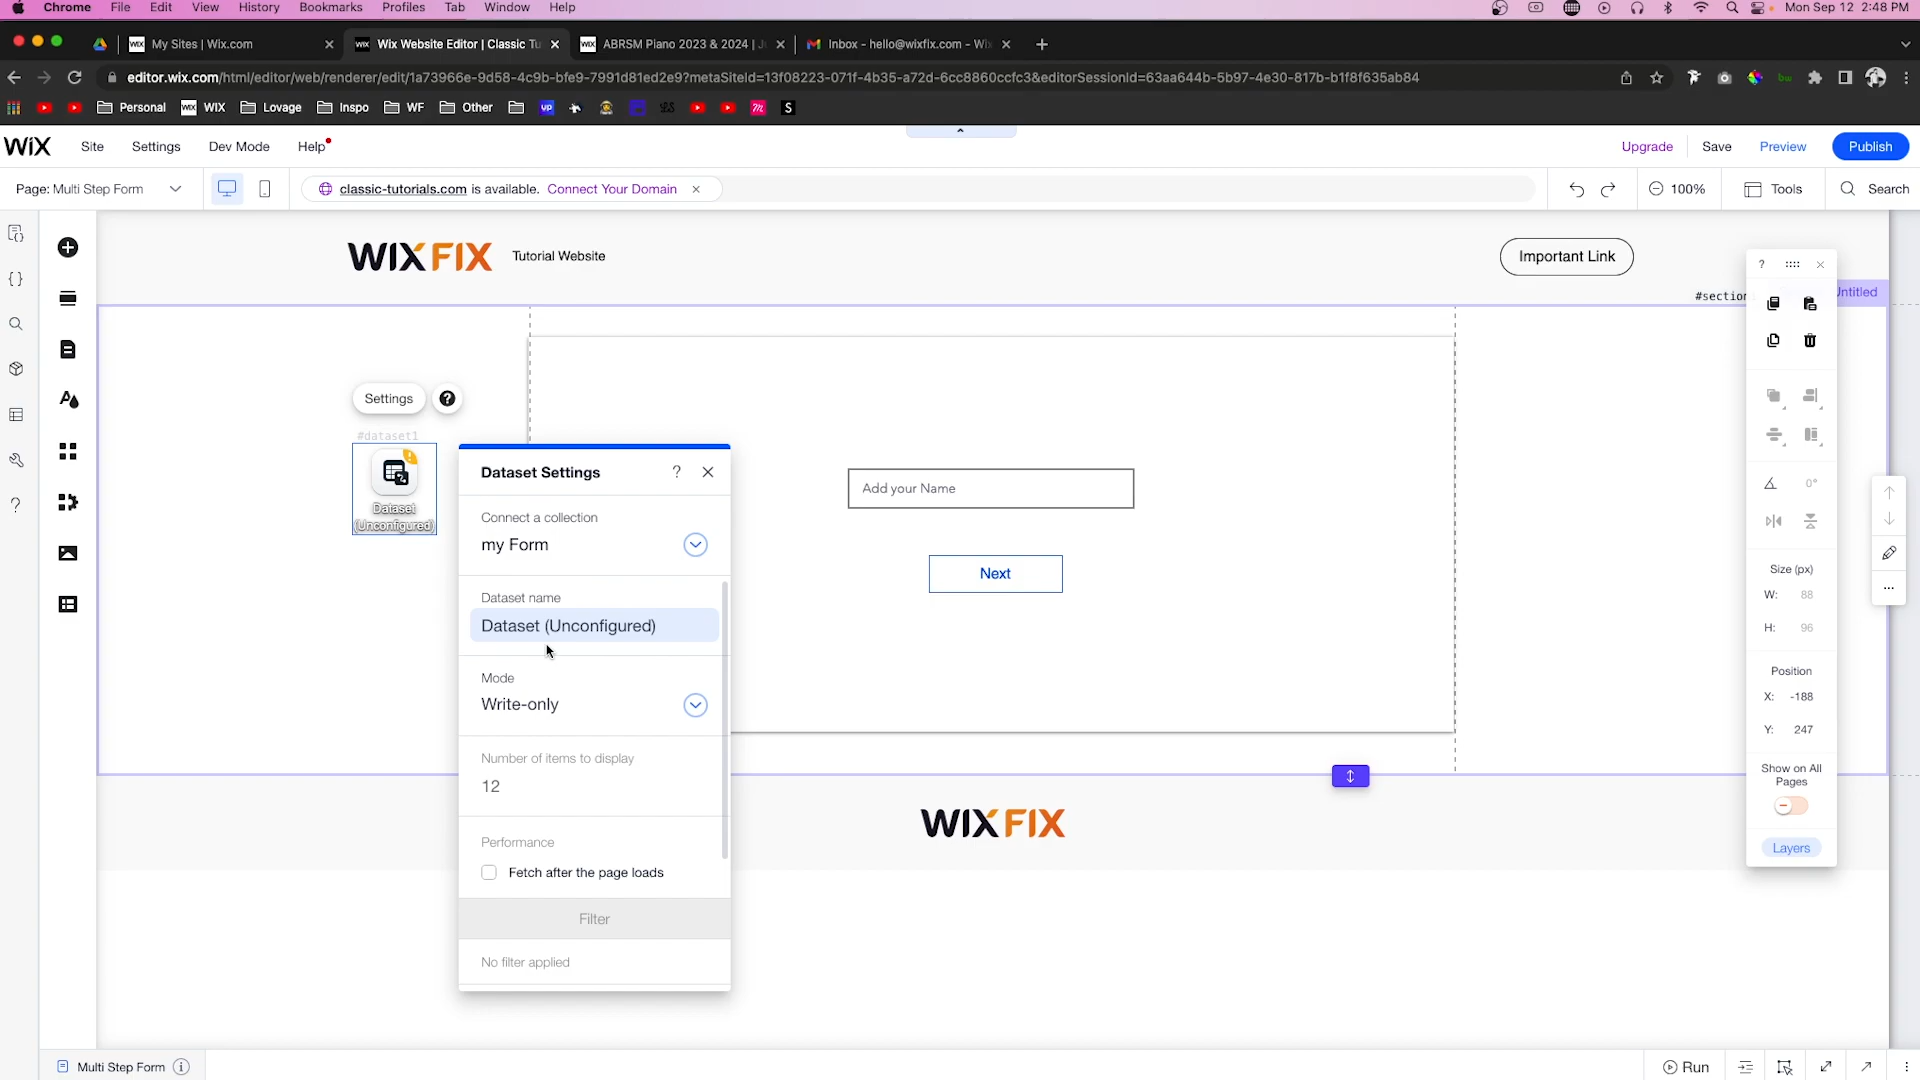 Chrome File Edit View History Bookmarks Profiles Tab Window Help Mon Sep 12 2:48 PM
My Sites | Wix.com
Wix Website Editor | Classic Tu
ABRSM Piano 2023 & 2024 | Ju
Inbox - hello@wixfix.com - Wix
editor.wix.com/html/editor/web/renderer/edit/1a73966e-9d58-4c9b-bfe9-7991d81ed2e9?metaSiteId=13f08223-071f-4b35-a72d-6cc8860ccfc3&editorSessionId=63aa644b-5b97-4e30-817b-b1f8f635ab84
Personal WIX Lovage Inspo WF Other
WIX Site Settings Dev Mode Help Upgrade Save Preview Publish
Page: Multi Step Form classic-tutorials.com is available. Connect Your Domain 100% Tools Search
WIXFIX Tutorial Website Important Link
#section
Untitled
Settings
#dataset1
Dataset
(Unconfigured)
Dataset Settings
Connect a collection
my Form
Dataset name
Dataset (Unconfigured)
Mode
Write-only
Number of items to display
12
Performance
Fetch after the page loads
Filter
No filter applied
Add your Name
Next
WIXFIX
0°
Size (px)
W: 88
H: 96
Position
X: -188
Y: 247
Show on All
Pages
Layers
Multi Step Form
Run